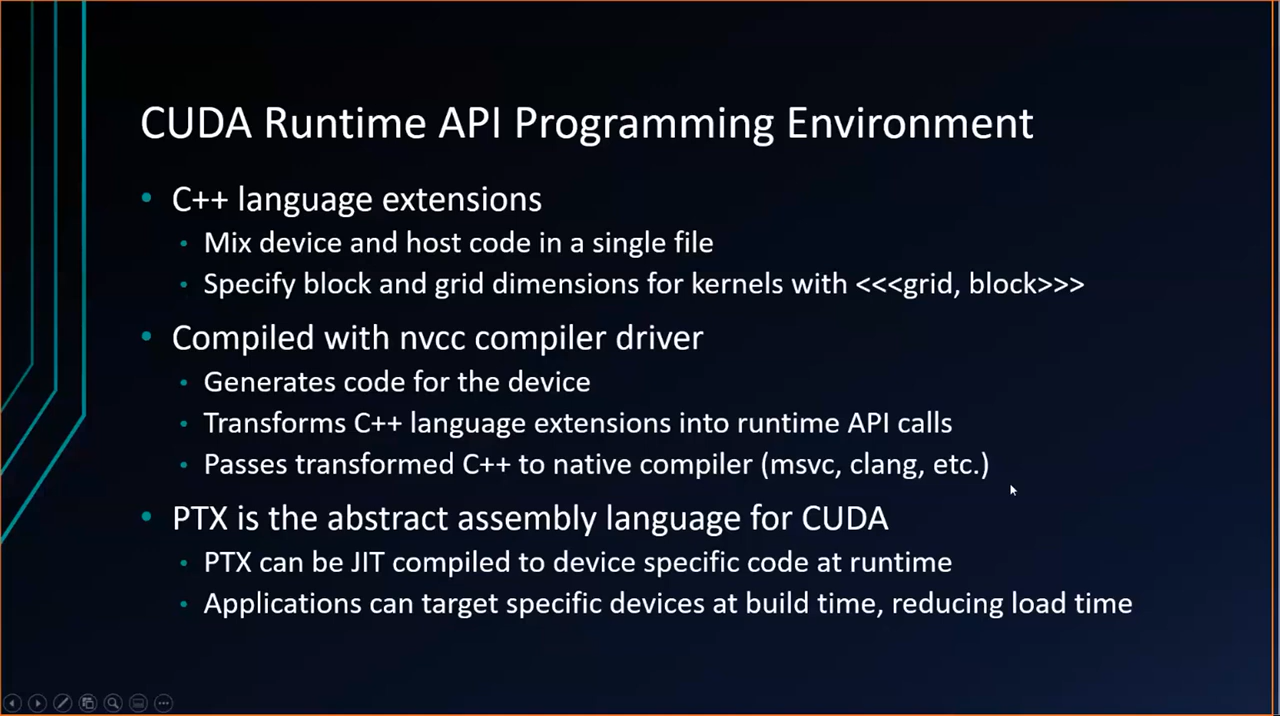 CUDA Runtime API Programming Environment
• C++ language extensions
• Mix device and host code in a single file
• Specify block and grid dimensions for kernels with <<<grid, block>>>
• Compiled with nvcc compiler driver
• Generates code for the device
• Transforms C++ language extensions into runtime API calls
• Passes transformed C++ to native compiler (msvc, clang, etc.)
• PTX is the abstract assembly language for CUDA
• PTX can be JIT compiled to device specific code at runtime
• Applications can target specific devices at build time, reducing load time